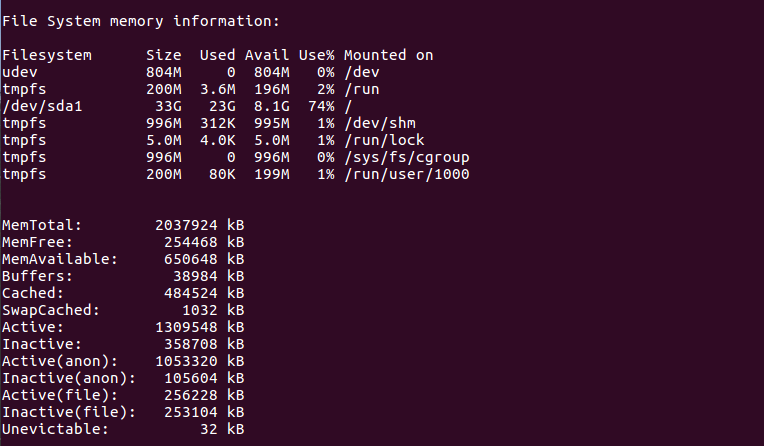 File System memory information:
Filesystem      Size  Used Avail Use% Mounted on
udev            804M     0  804M   0% /dev
tmpfs           200M  3.6M  196M   2% /run
/dev/sda1        33G   23G  8.1G  74% /
tmpfs           996M  312K  995M   1% /dev/shm
tmpfs           5.0M  4.0K  5.0M   1% /run/lock
tmpfs           996M     0  996M   0% /sys/fs/cgroup
tmpfs           200M   80K  199M   1% /run/user/1000
MemTotal:        2037924 kB
MemFree:          254468 kB
MemAvailable:     650648 kB
Buffers:           38984 kB
Cached:           484524 kB
SwapCached:         1032 kB
Active:          1309548 kB
Inactive:         358708 kB
Active(anon):    1053320 kB
Inactive(anon):   105604 kB
Active(file):     256228 kB
Inactive(file):   253104 kB
Unevictable:          32 kB